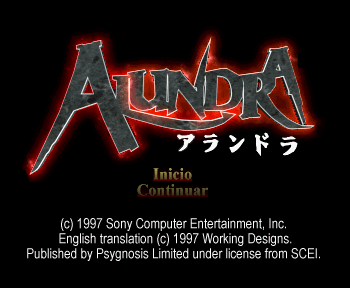 ALUNDRA
アランドラ
Inicio
Continuar
(c) 1997 Sony Computer Entertainment, Inc.
English translation (c) 1997 Working Designs.
Published by Psygnosis Limited under license from SCEI.